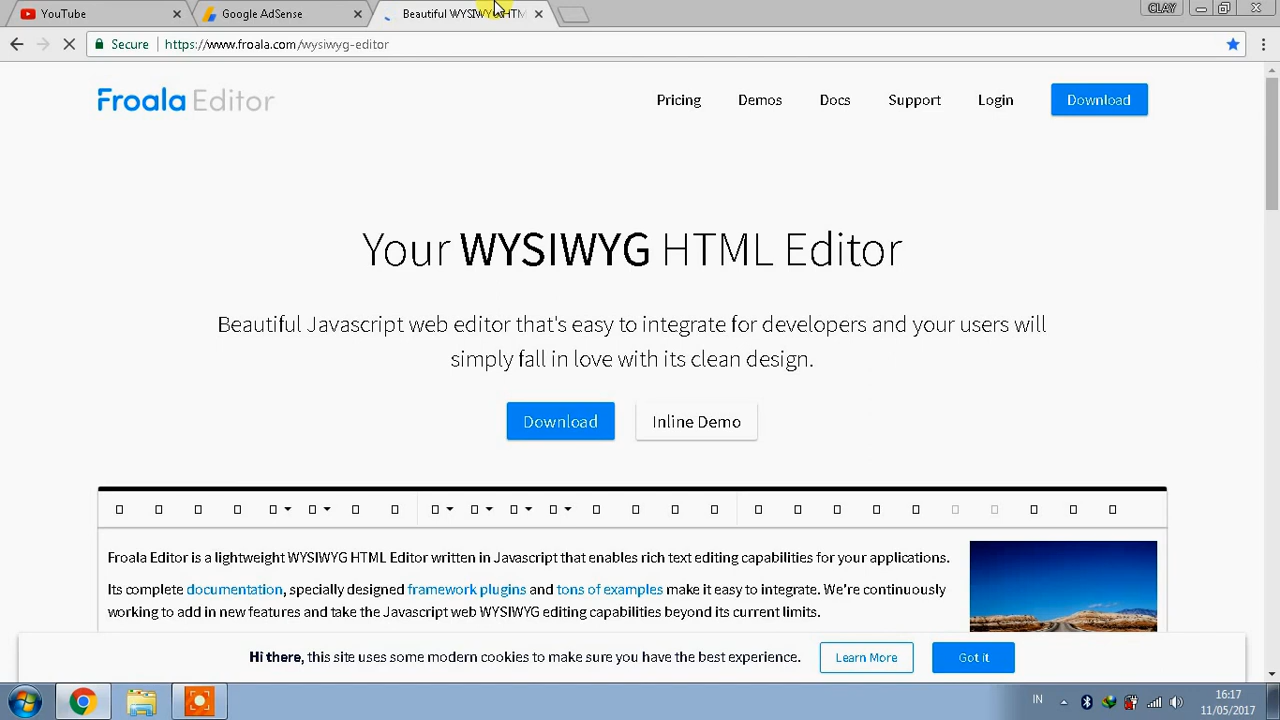 YouTube
Google AdSense
Beautiful WYSIWYG HTM
CLAY
Secure
https://www.froala.com/wysiwyg-editor
Froala Editor
Pricing
Demos
Docs
Support
Login
Download
Your WYSIWYG HTML Editor
Beautiful Javascript web editor that's easy to integrate for developers and your users will
simply fall in love with its clean design.
Download
Inline Demo
Froala Editor is a lightweight WYSIWYG HTML Editor written in Javascript that enables rich text editing capabilities for your applications.
Its complete documentation, specially designed framework plugins and tons of examples make it easy to integrate. We're continuously
working to add in new features and take the Javascript web WYSIWYG editing capabilities beyond its current limits.
Hi there, this site uses some modern cookies to make sure you have the best experience.
Learn More
Got it
IN
16:17
11/05/2017